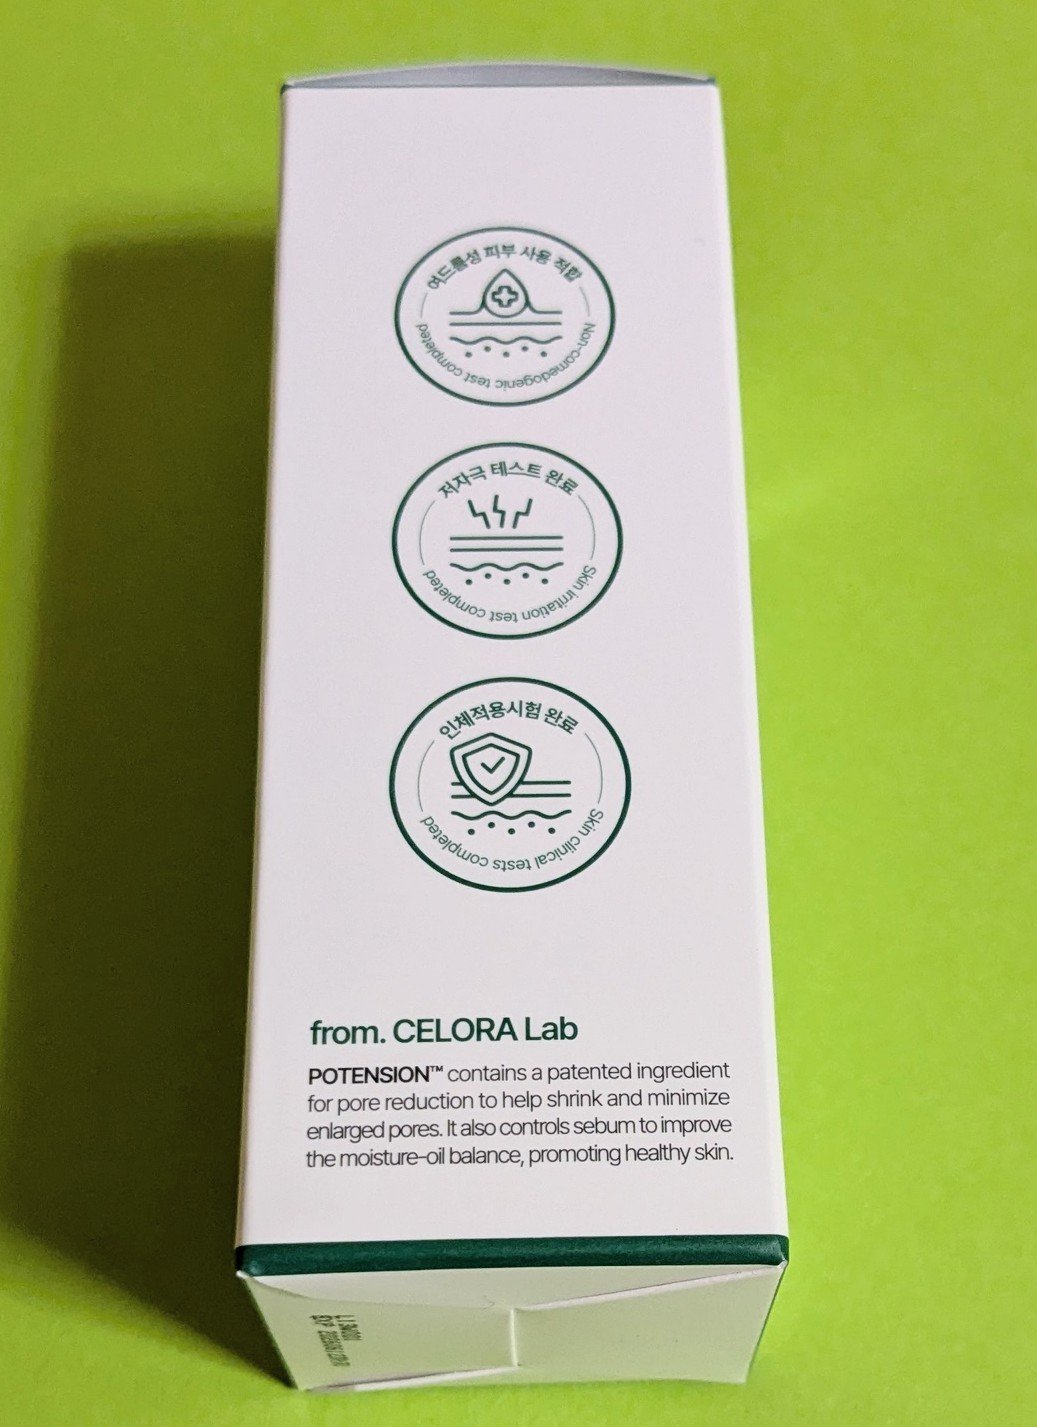 여드름성 피부 사용 적합
Non-comedogenic test completed
저자극 테스트 완료
Skin irritation test completed
인체적용시험 완료
Skin clinical tests completed
from. CELORA Lab
POTENSION™ contains a patented ingredient
for pore reduction to help shrink and minimize
enlarged pores. It also controls sebum to improve
the moisture-oil balance, promoting healthy skin.
EXP